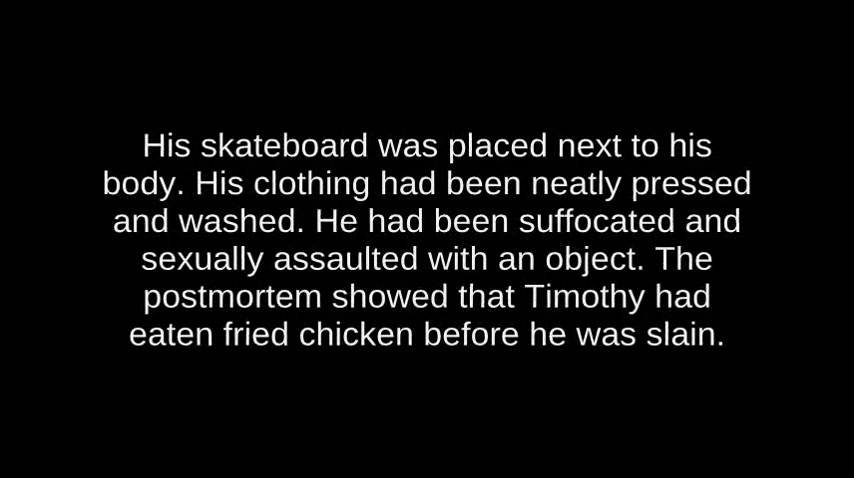 His skateboard was placed next to his
body. His clothing had been neatly pressed
and washed. He had been suffocated and
sexually assaulted with an object. The
postmortem showed that Timothy had
eaten fried chicken before he was slain.